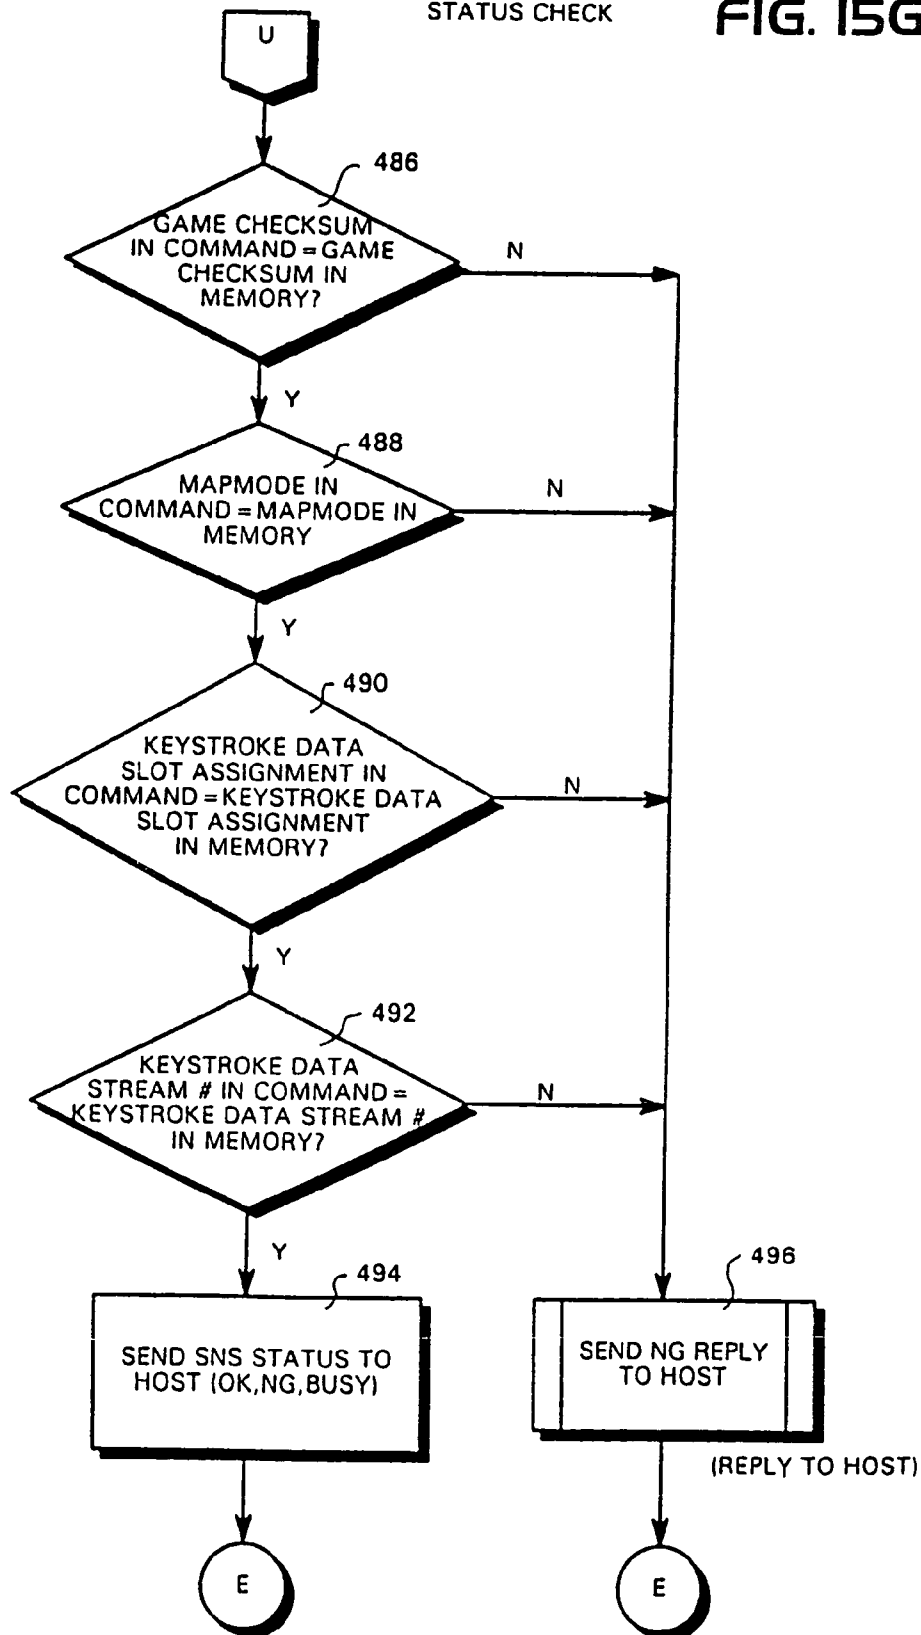 STATUS CHECK
FIG. 15G
U
486
GAME CHECKSUM
IN COMMAND=GAME
CHECKSUM IN
MEMORY?
N
Y
488
MAPMODE IN
COMMAND=MAPMODE IN
MEMORY
N
Y
490
KEYSTROKE DATA
SLOT ASSIGNMENT IN
COMMAND=KEYSTROKE DATA
SLOT ASSIGNMENT
IN MEMORY?
N
Y
492
KEYSTROKE DATA
STREAM # IN COMMAND=
KEYSTROKE DATA STREAM #
IN MEMORY?
N
Y
494
SEND SNS STATUS TO
HOST (OK,NG,BUSY)
496
SEND NG REPLY
TO HOST
(REPLY TO HOST)
E
E